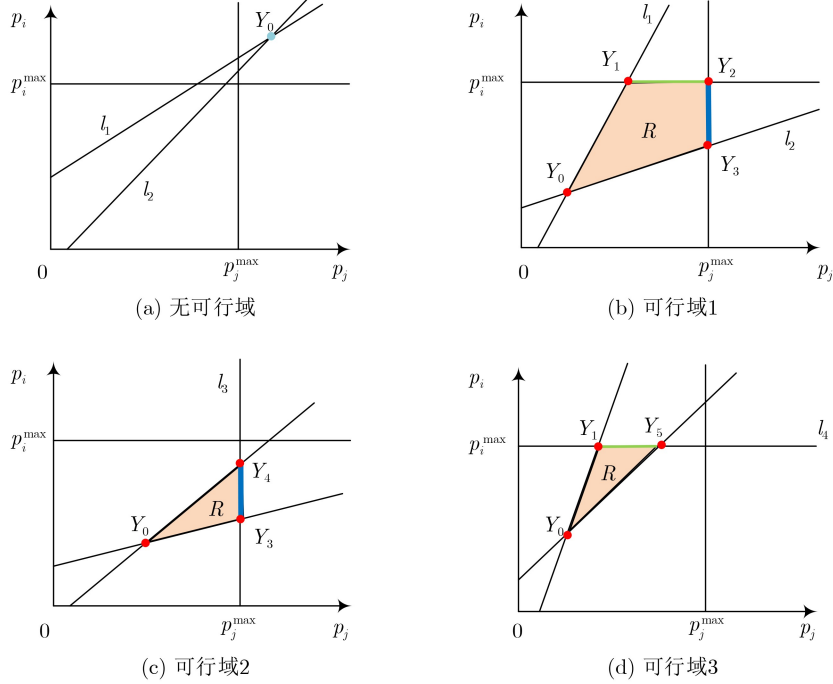 p_i
Y_0
p_i^max
l_1
l_2
0
p_j^max
p_j
(a) 无可行域
p_i
l_1
Y_1
Y_2
p_i^max
R
l_2
Y_0
Y_3
0
p_j^max
p_j
(b) 可行域1
p_i
l_3
p_i^max
Y_4
R
Y_0
Y_3
0
p_j^max
p_j
(c) 可行域2
p_i
Y_1
Y_5
l_4
p_i^max
R
Y_0
0
p_j^max
p_j
(d) 可行域3